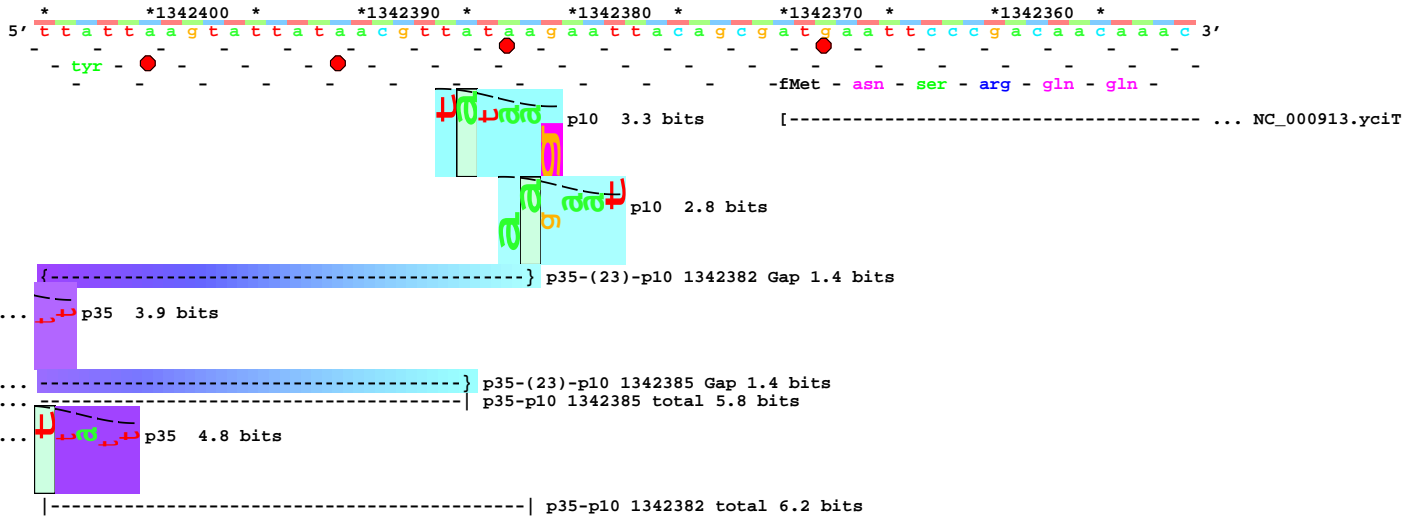 * *1342400 * *1342390 * *1342380 * *1342370 * *1342360 *
5' t t a t t a a g t a t t a t a a c g t t a t a a g a a t t a c a g c g a t g a a t t c c c g a c a a c a a a c 3'
- - - - - - - - - - - - - - - - -
- tyr - - - - - - - - - - - - - - - -
- - - - - - - - - - - -fMet - asn - ser - arg - gln - gln -
t a t a a g p10 3.3 bits [--------------------------------------- ... NC_000913.yciT
a a g a a t p10 2.8 bits
{---------------------------------------------} p35-(23)-p10 1342382 Gap 1.4 bits
... t t p35 3.9 bits
... ----------------------------------------} p35-(23)-p10 1342385 Gap 1.4 bits
... ----------------------------------------| p35-p10 1342385 total 5.8 bits
... t t a t t p35 4.8 bits
|---------------------------------------------| p35-p10 1342382 total 6.2 bits